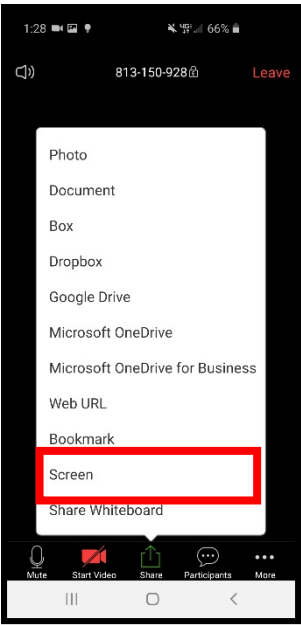 1:28 66%
813-150-928 Leave
Photo
Document
Box
Dropbox
Google Drive
Microsoft OneDrive
Microsoft OneDrive for Business
Web URL
Bookmark
Screen
Share Whiteboard
Mute Start Video Share Participants More